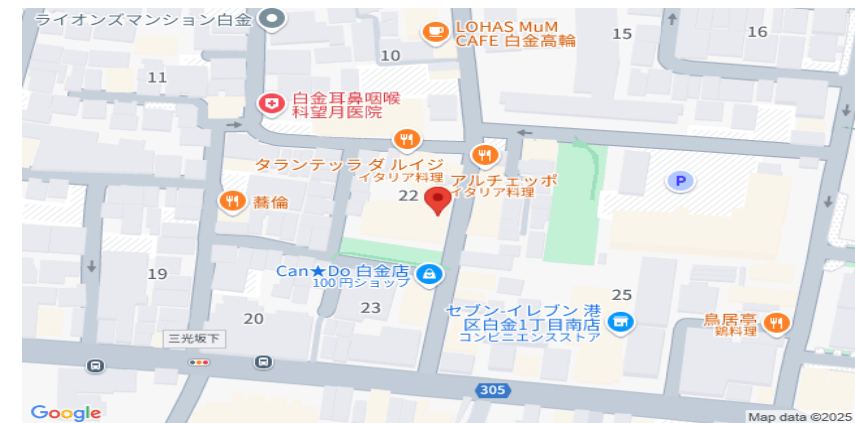 ライオンズマンション白金
LOHAS MuM
CAFE 白金高輪
15
16
10
11
白金耳鼻咽喉
科望月医院
タランテッラ ダ ルイジ
イタリア料理
アルチェッポ
イタリア料理
P
22
蕎倫
Can★Do 白金店
100 円ショップ
19
25
23
20
セブン-イレブン 港
区白金1丁目南店
コンビニエンスストア
鳥居亭
鶏料理
三光坂下
305
Google
Map data ©2025